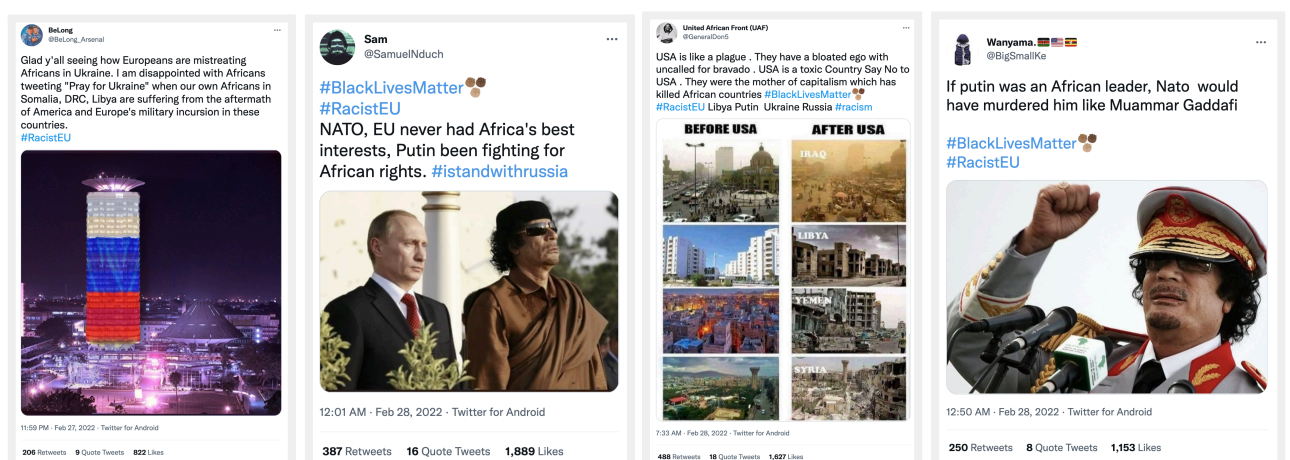 BeLong
@BeLong_Arsenal
Glad y'all seeing how Europeans are mistreating
Africans in Ukraine. I am disappointed with Africans
tweeting "Pray for Ukraine" when our own Africans in
Somalia, DRC, Libya are suffering from the aftermath
of America and Europe's military incursion in these
countries.
#RacistEU
11:59 PM · Feb 27, 2022 · Twitter for Android
206 Retweets 9 Quote Tweets 822 Likes
Sam
@SamuelNduch
#BlackLivesMatter
#RacistEU
NATO, EU never had Africa's best
interests, Putin been fighting for
African rights. #istandwithrussia
12:01 AM · Feb 28, 2022 · Twitter for Android
387 Retweets 16 Quote Tweets 1,889 Likes
United African Front (UAF)
@GeneralDon5
USA is like a plague . They have a bloated ego with
uncalled for bravado . USA is a toxic Country Say No to
USA . They were the mother of capitalism which has
killed African countries #BlackLivesMatter
#RacistEU Libya Putin Ukraine Russia #racism
BEFORE USA AFTER USA
IRAQ
LIBYA
YEMEN
SYRIA
7:33 AM · Feb 28, 2022 · Twitter for Android
488 Retweets 18 Quote Tweets 1,627 Likes
Wanyama.
@BigSmallKe
If putin was an African leader, Nato would
have murdered him like Muammar Gaddafi
#BlackLivesMatter
#RacistEU
12:50 AM · Feb 28, 2022 · Twitter for Android
250 Retweets 8 Quote Tweets 1,153 Likes